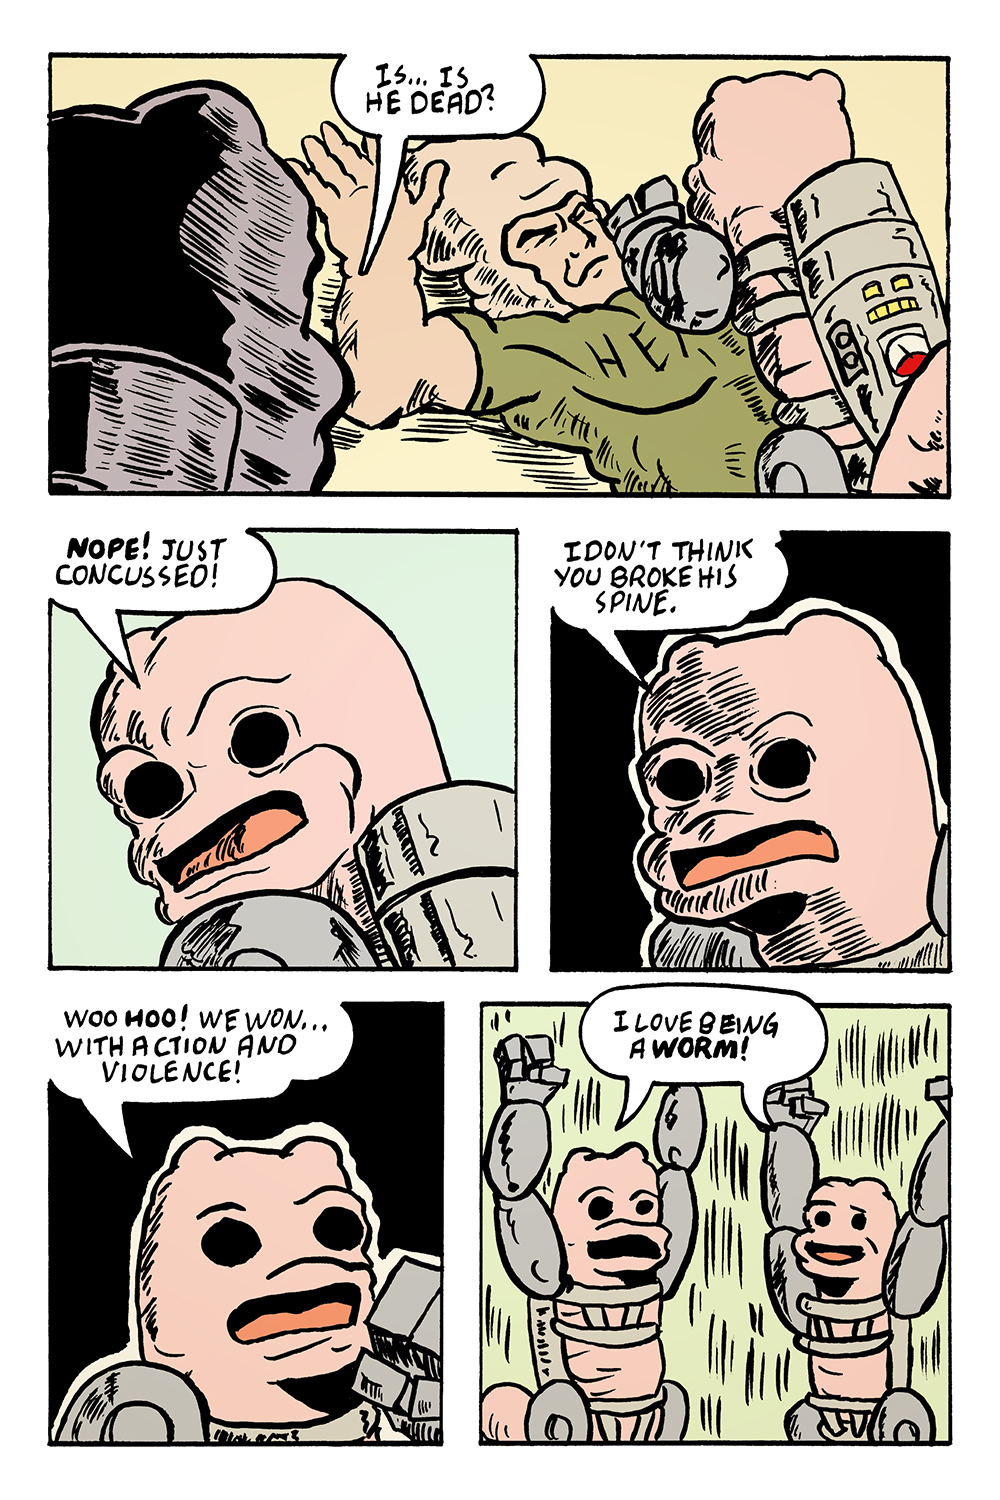 IS... IS
HE DEAD?
HEY
NOPE! JUST
CONCUSSED!
I DON'T THINK
YOU BROKE HIS
SPINE.
WOO HOO! WE WON...
WITH ACTION AND
VIOLENCE!
I LOVE BEING
A WORM!